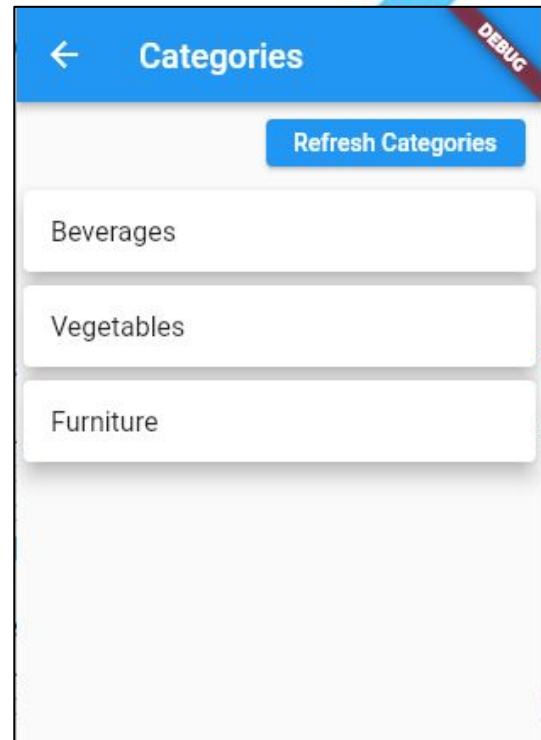 Categories
DEBUG
Refresh Categories
Beverages
Vegetables
Furniture